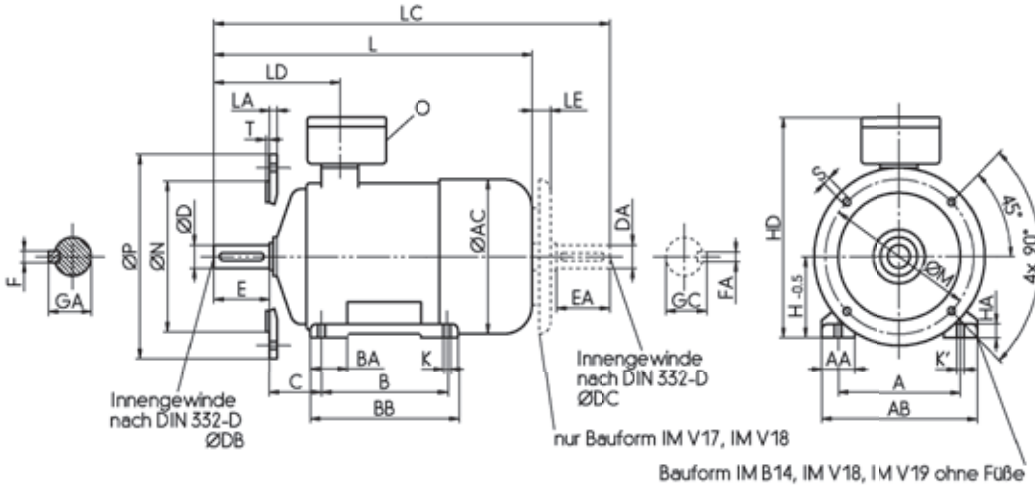 LC
L
LD
LA
LE
T
O
S
45°
4x 90°
ØP
ØN
ØD
ØAC
DA
HD
F
GA
E
EA
GC
FA
H -0.5
ØM
HA
BA
K
C
B
BB
AA
K'
A
AB
Innengewinde
nach DIN 332-D
ØDB
Innengewinde
nach DIN 332-D
ØDC
nur Bauform IM V17, IM V18
Bauform IM B14, IM V18, IM V19 ohne Füße